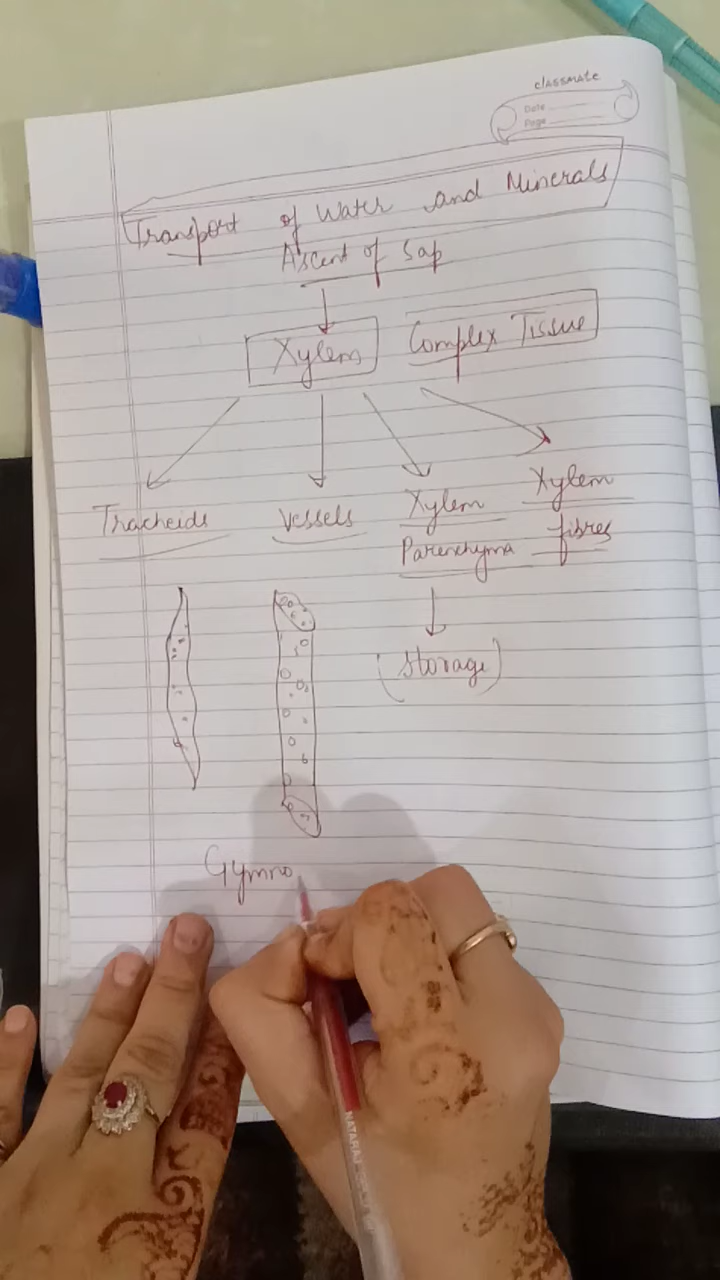 classmate
Date
Page
Transport of Water and Minerals
Ascent of Sap
Xylem Complex Tissue
Tracheids Vessels Xylem Parenchyma Xylem fibres
(Storage)
Gymno
NATARAJ